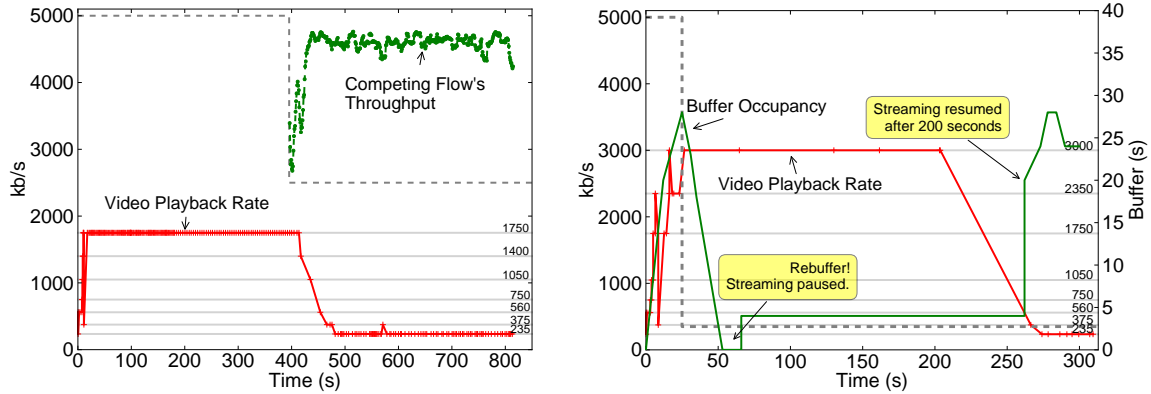 5000
4000
3000
2000
1000
0
kb/s
Competing Flow's
Throughput
Video Playback Rate
1750
1400
1050
750
560
375
235
0 100 200 300 400 500 600 700 800
Time (s)
5000
4000
3000
2000
1000
0
kb/s
Buffer Occupancy
Video Playback Rate
Streaming resumed
after 200 seconds
Rebuffer!
Streaming paused.
3000
2350
1750
1050
750
560
375
235
40
35
30
25
20
15
10
5
0
Buffer (s)
0 50 100 150 200 250 300
Time (s)